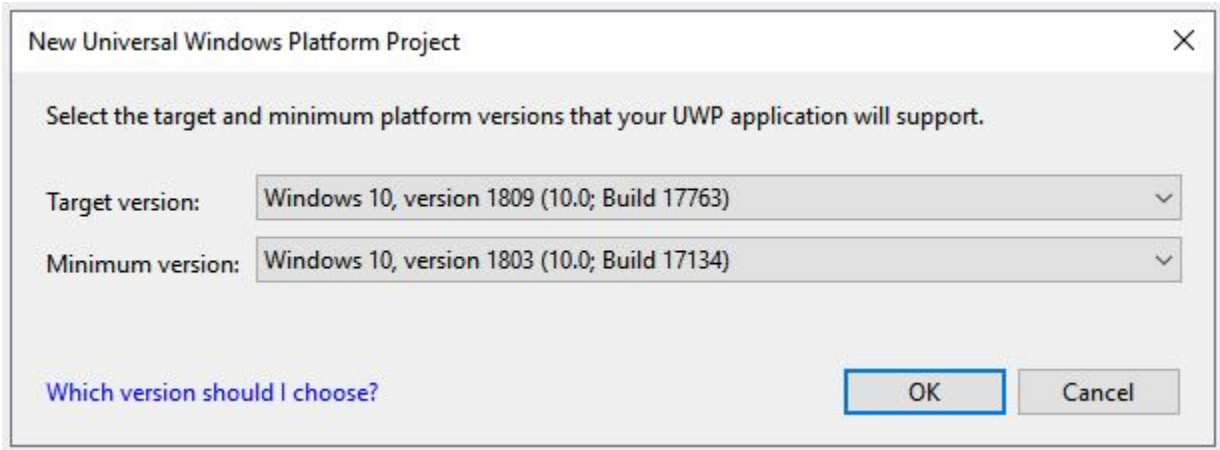 New Universal Windows Platform Project
Select the target and minimum platform versions that your UWP application will support.
Target version: Windows 10, version 1809 (10.0; Build 17763)
Minimum version: Windows 10, version 1803 (10.0; Build 17134)
Which version should I choose? OK Cancel